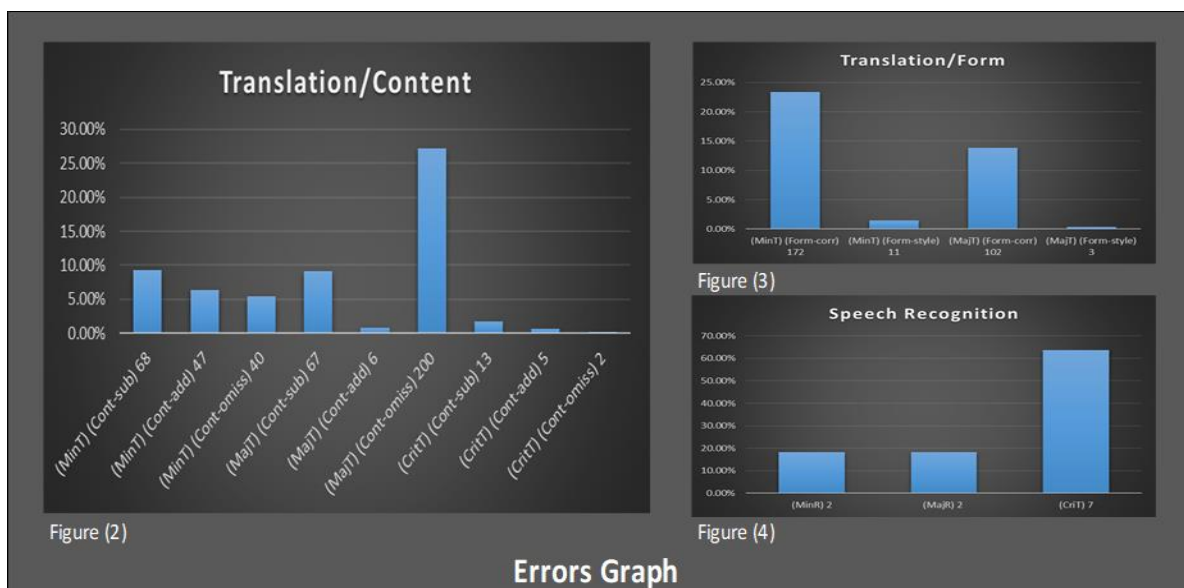 Translation/Content
30.00%
25.00%
20.00%
15.00%
10.00%
5.00%
0.00%
(MinT) (Cont-sub) 68
(MinT) (Cont-add) 47
(MinT) (Cont-omiss) 40
(MajT) (Cont-sub) 67
(MajT) (Cont-add) 6
(MajT) (Cont-omiss) 200
(CritT) (Cont-sub) 13
(CritT) (Cont-add) 5
(CritT) (Cont-omiss) 2
Figure (2)
Translation/Form
25.00%
20.00%
15.00%
10.00%
5.00%
0.00%
(MinT) (Form-corr) (MinT) (Form-style) (MajT) (Form-corr) (MajT) (Form-style)
172 11 102 3
Figure (3)
Speech Recognition
70.00%
60.00%
50.00%
40.00%
30.00%
20.00%
10.00%
0.00%
(MinR) 2 (MajR) 2 (CriT) 7
Figure (4)
Errors Graph